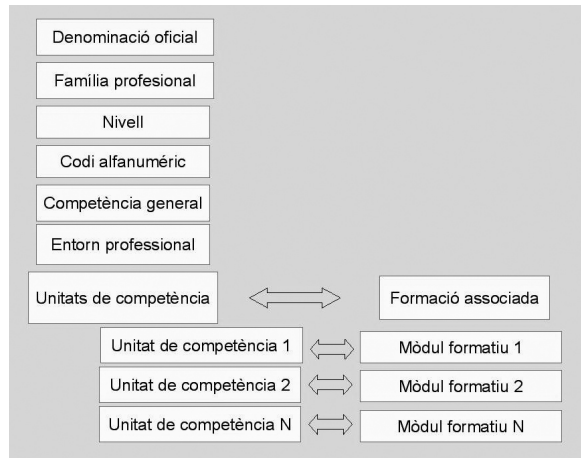 Denominació oficial
Família profesional
Nivell
Codi alfanuméric
Competència general
Entorn professional
Unitats de competència
Formació associada
Unitat de competència 1
Mòdul formatiu 1
Unitat de competència 2
Mòdul formatiu 2
Unitat de competència N
Mòdul formatiu N